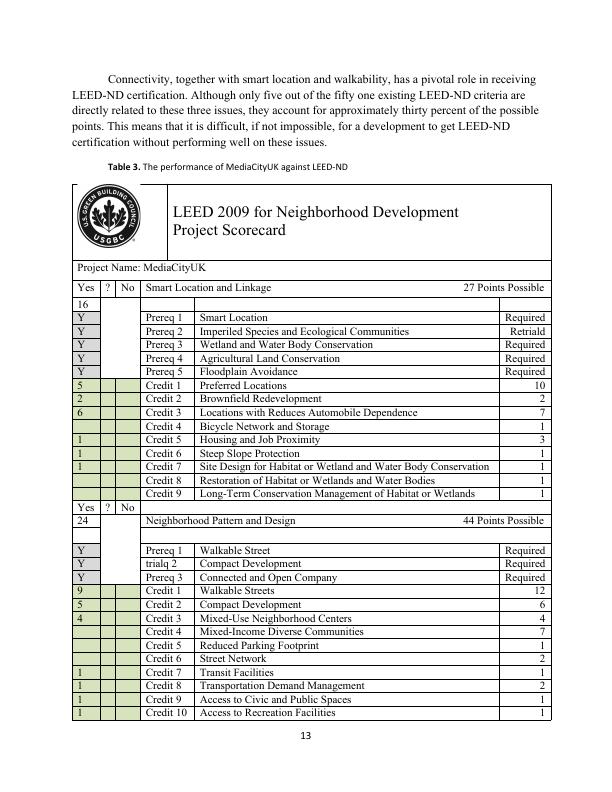 Connectivity, together with smart location and walkability, has a pivotal role in receiving
LEED-ND certification. Although only five out of the fifty one existing LEED-ND criteria are
directly related to these three issues, they account for approximately thirty percent of the possible
points. This means that it is difficult, if not impossible, for a development to get LEED-ND
certification without performing well on these issues.
Table 3. The performance of MediaCityUK against LEED-ND
U.S. GREEN BUILDING COUNCIL
USGBC
LEED 2009 for Neighborhood Development
Project Scorecard
Project Name: MediaCityUK
Yes ? No Smart Location and Linkage 27 Points Possible
16
Y Prereq 1 Smart Location Required
Y Prereq 2 Imperiled Species and Ecological Communities Retriald
Y Prereq 3 Wetland and Water Body Conservation Required
Y Prereq 4 Agricultural Land Conservation Required
Y Prereq 5 Floodplain Avoidance Required
5 Credit 1 Preferred Locations 10
2 Credit 2 Brownfield Redevelopment 2
6 Credit 3 Locations with Reduces Automobile Dependence 7
Credit 4 Bicycle Network and Storage 1
1 Credit 5 Housing and Job Proximity 3
1 Credit 6 Steep Slope Protection 1
1 Credit 7 Site Design for Habitat or Wetland and Water Body Conservation 1
Credit 8 Restoration of Habitat or Wetlands and Water Bodies 1
Credit 9 Long-Term Conservation Management of Habitat or Wetlands 1
Yes ? No
24 Neighborhood Pattern and Design 44 Points Possible
Y Prereq 1 Walkable Street Required
Y trialq 2 Compact Development Required
Y Prereq 3 Connected and Open Company Required
9 Credit 1 Walkable Streets 12
5 Credit 2 Compact Development 6
4 Credit 3 Mixed-Use Neighborhood Centers 4
Credit 4 Mixed-Income Diverse Communities 7
Credit 5 Reduced Parking Footprint 1
Credit 6 Street Network 2
1 Credit 7 Transit Facilities 1
1 Credit 8 Transportation Demand Management 2
1 Credit 9 Access to Civic and Public Spaces 1
1 Credit 10 Access to Recreation Facilities 1
13